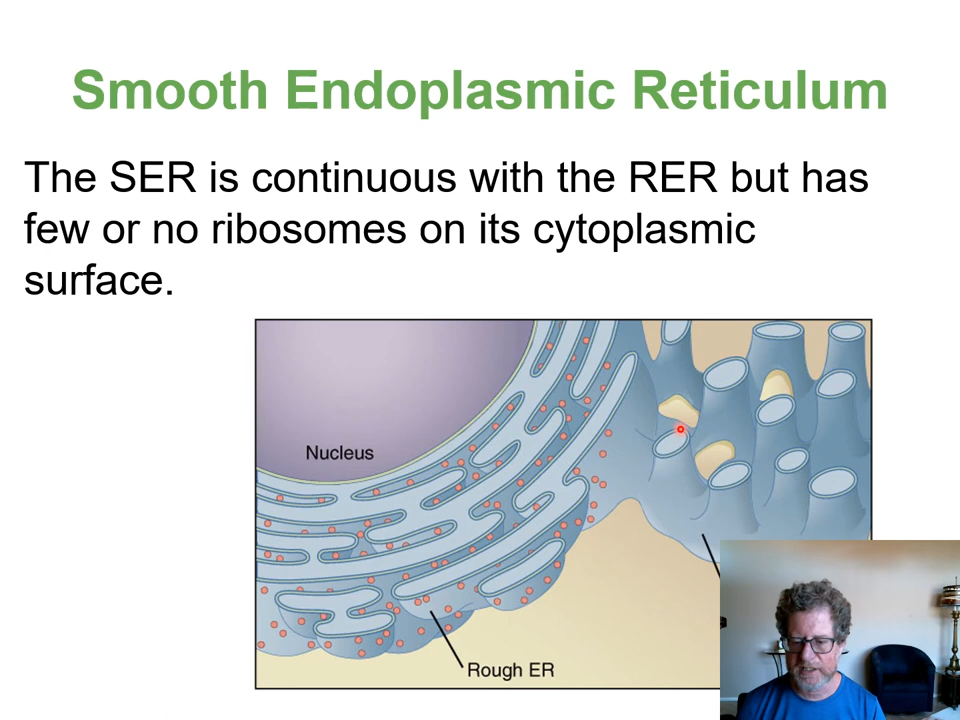 Smooth Endoplasmic Reticulum
The SER is continuous with the RER but has
few or no ribosomes on its cytoplasmic
surface.
Nucleus
Rough ER